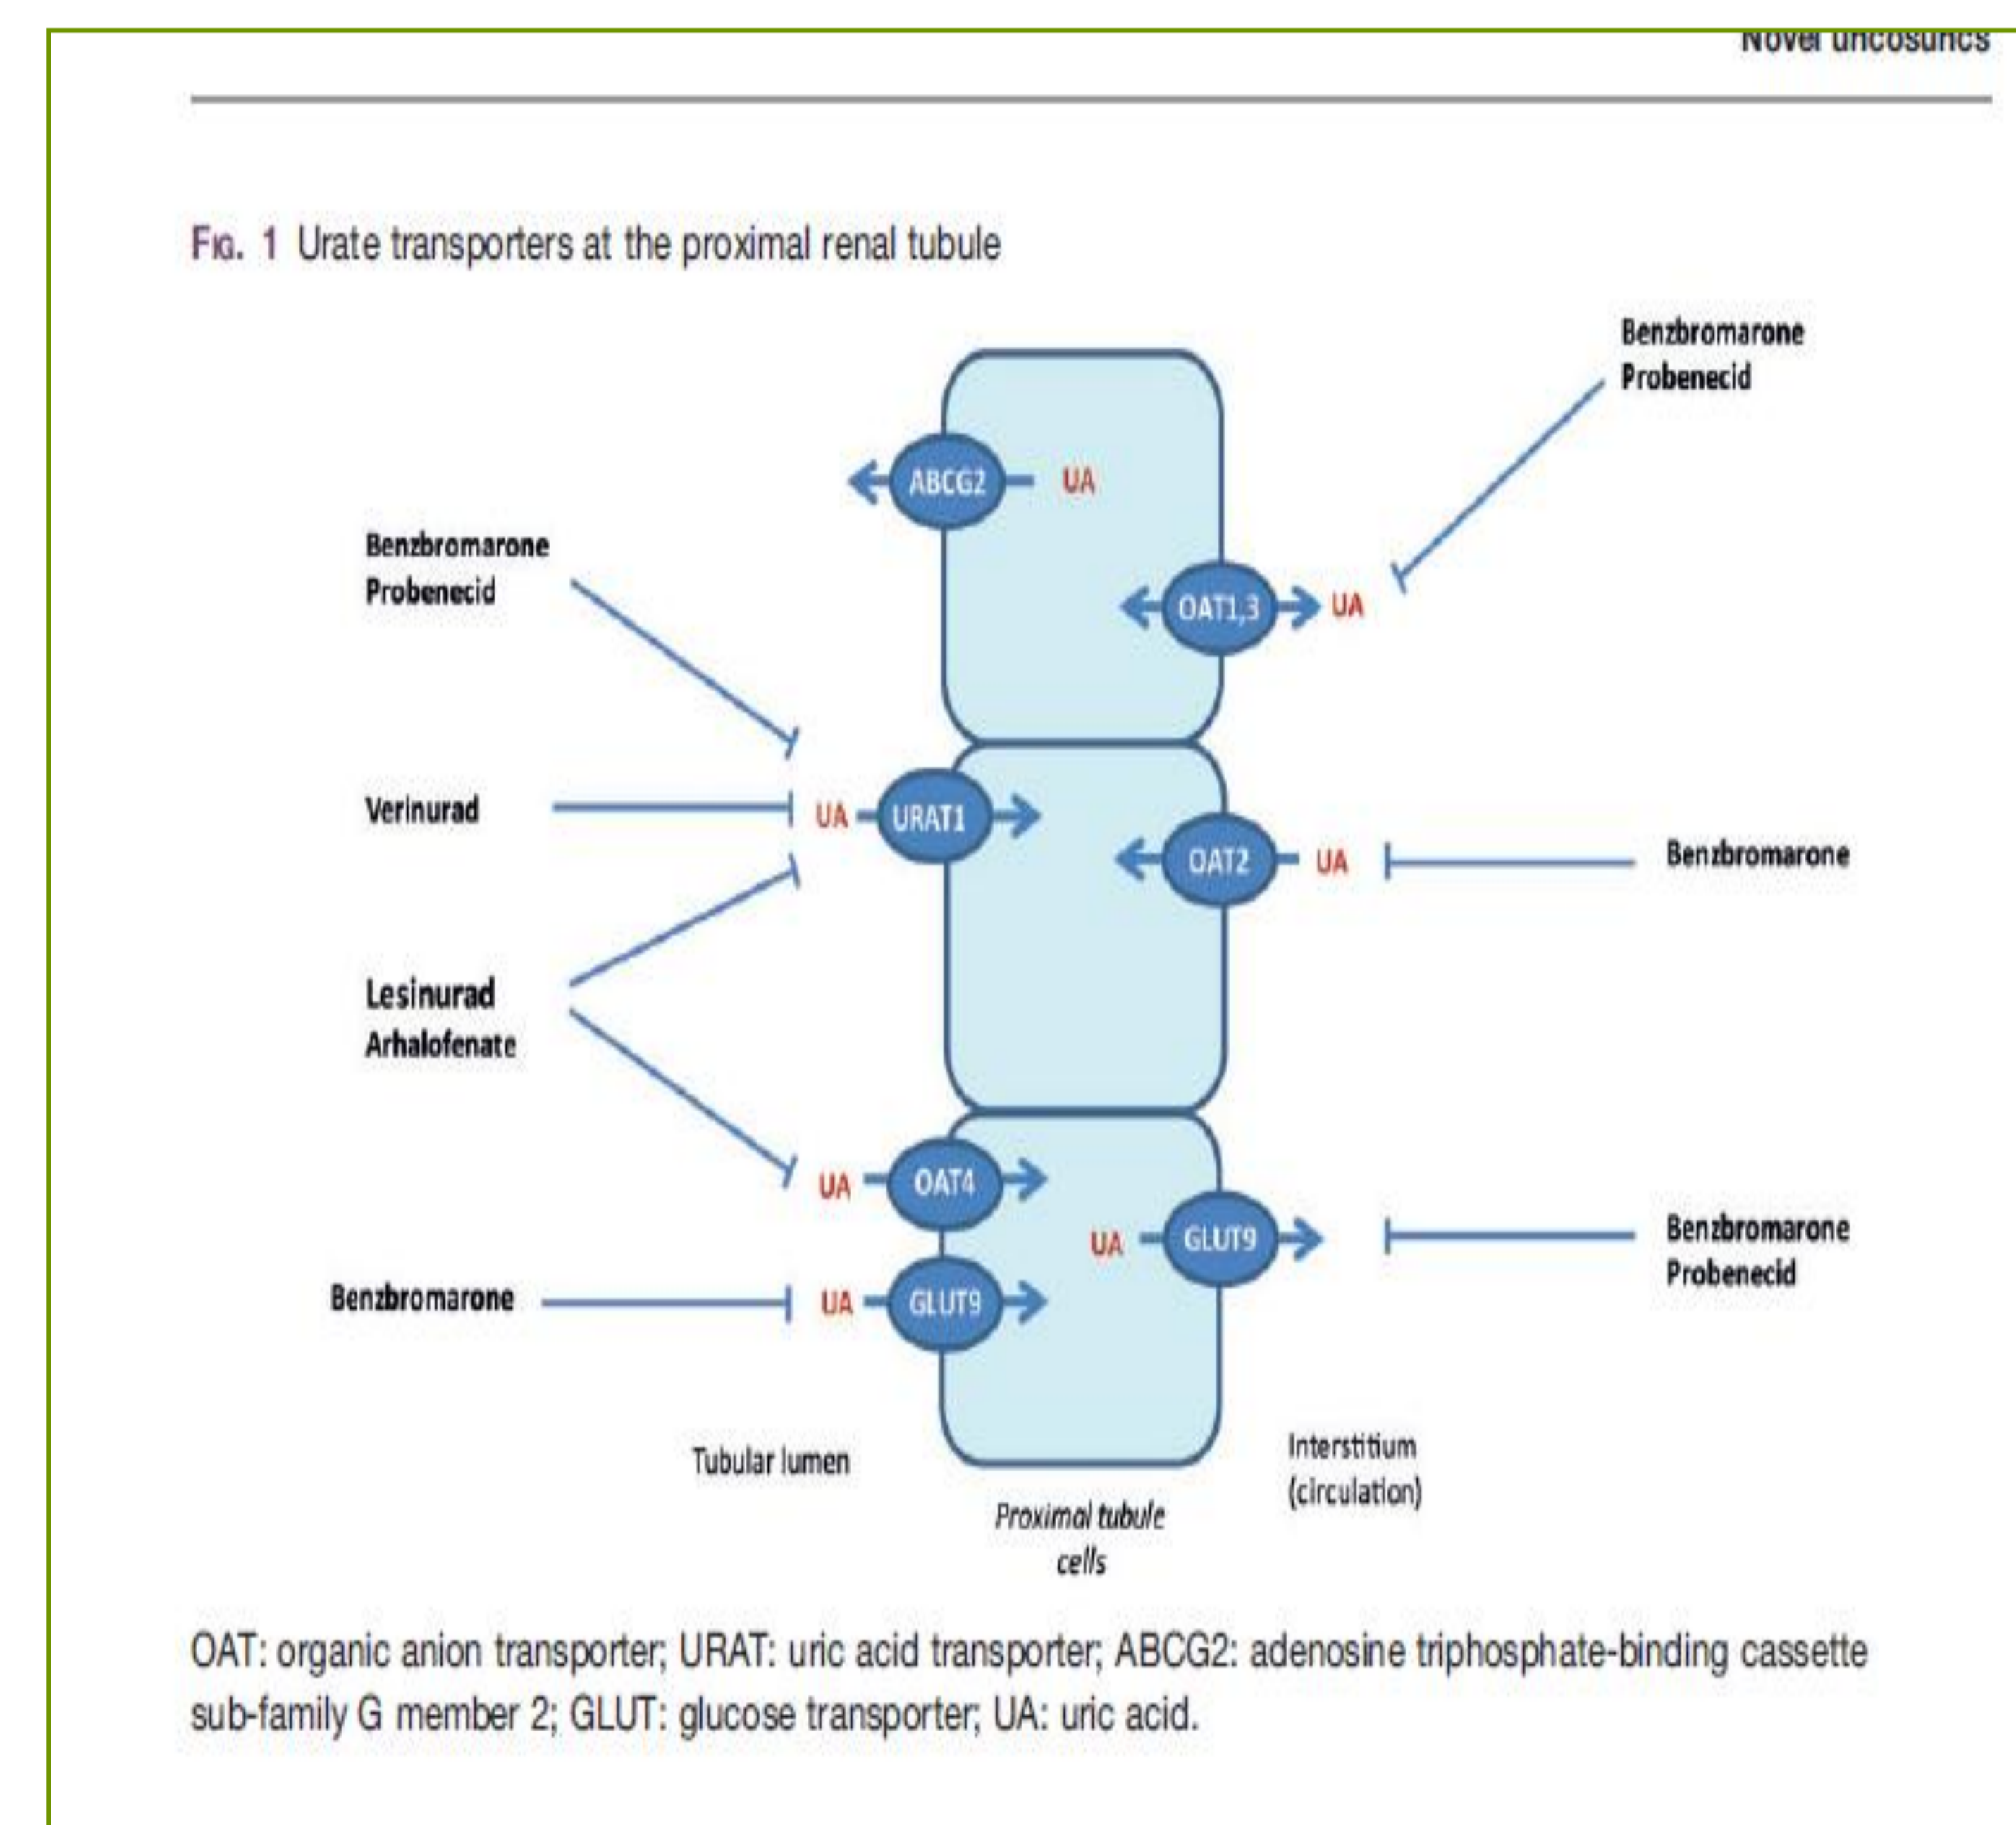 Novel uricosurics
FIG. 1 Urate transporters at the proximal renal tubule
Benzbromarone
Probenecid
ABCG2
UA
Benzbromarone
Probenecid
OAT1,3
UA
Verinurad
UA
URAT1
OAT2
UA
Benzbromarone
Lesinurad
Arhalofenate
UA
OAT4
UA
GLUT9
Benzbromarone
Probenecid
Benzbromarone
UA
GLUT9
Tubular lumen
Interstitium
(circulation)
Proximal tubule
cells
OAT: organic anion transporter; URAT: uric acid transporter; ABCG2: adenosine triphosphate-binding cassette
sub-family G member 2; GLUT: glucose transporter; UA: uric acid.